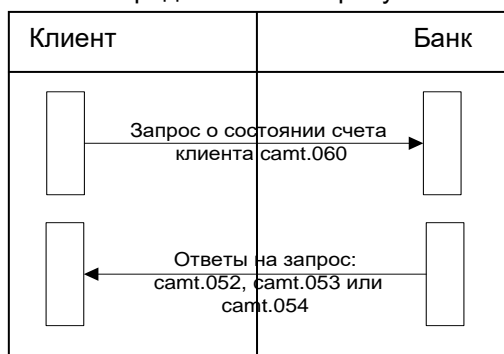 Клиент
Банк
Запрос о состоянии счета
клиента camt.060
Ответы на запрос:
camt.052, camt.053 или
camt.054